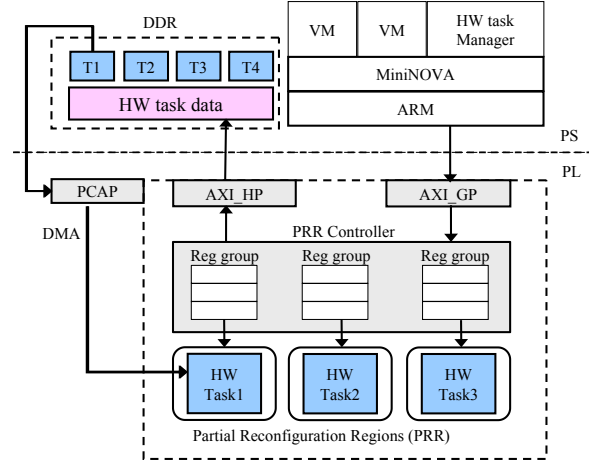 DDR
T1 T2 T3 T4
HW task data
VM VM HW task
Manager
MiniNOVA
ARM
PS
PL
PCAP
AXI_HP
AXI_GP
DMA
PRR Controller
Reg group Reg group Reg group
HW
Task1
HW
Task2
HW
Task3
Partial Reconfiguration Regions (PRR)